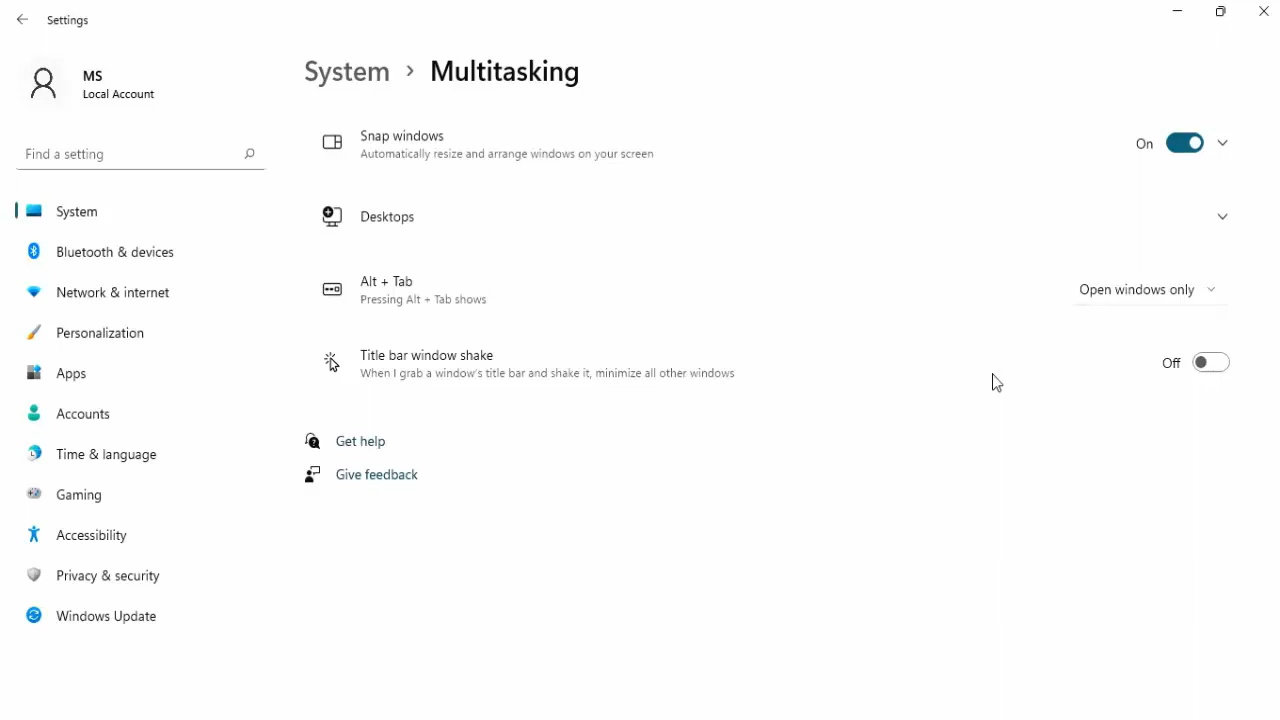 Settings
MS
Local Account
Find a setting
System
Bluetooth & devices
Network & internet
Personalization
Apps
Accounts
Time & language
Gaming
Accessibility
Privacy & security
Windows Update
System › Multitasking
Snap windows
Automatically resize and arrange windows on your screen
On
Desktops
Alt + Tab
Pressing Alt + Tab shows
Open windows only
Title bar window shake
When I grab a window's title bar and shake it, minimize all other windows
Off
Get help
Give feedback